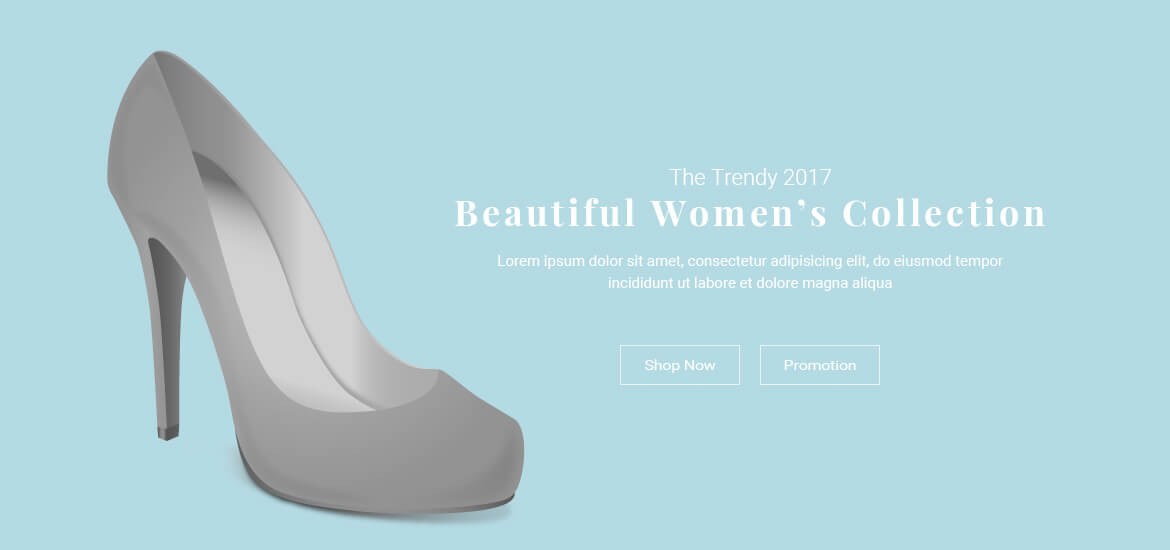 The Trendy 2017
Beautiful Women’s Collection
Lorem ipsum dolor sit amet, consectetur adipisicing elit, do eiusmod tempor
incididunt ut labore et dolore magna aliqua
Shop Now
Promotion